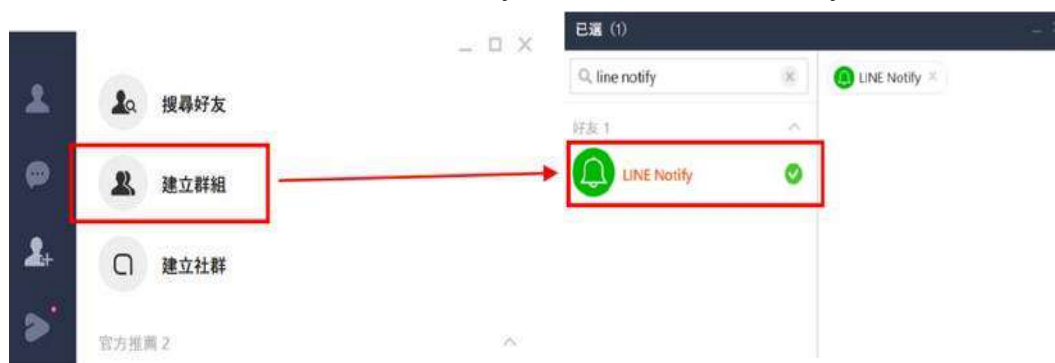 搜尋好友
建立群組
建立社群
官方推薦 2
已選 (1)
line notify
LINE Notify
好友 1
LINE Notify